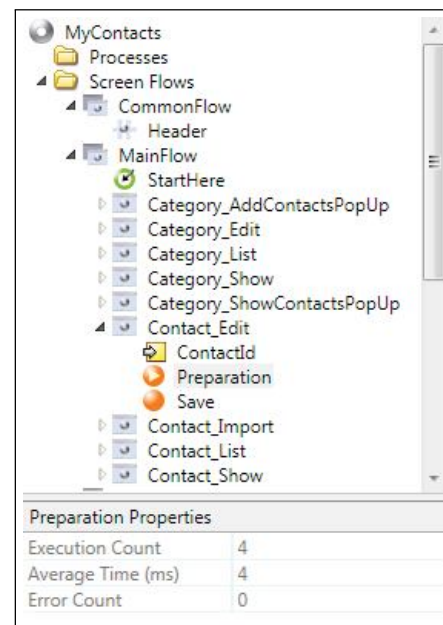 MyContacts
Processes
Screen Flows
CommonFlow
Header
MainFlow
StartHere
Category_AddContactsPopUp
Category_Edit
Category_List
Category_Show
Category_ShowContactsPopUp
Contact_Edit
ContactId
Preparation
Save
Contact_Import
Contact_List
Contact_Show
Preparation Properties
Execution Count 4
Average Time (ms) 4
Error Count 0